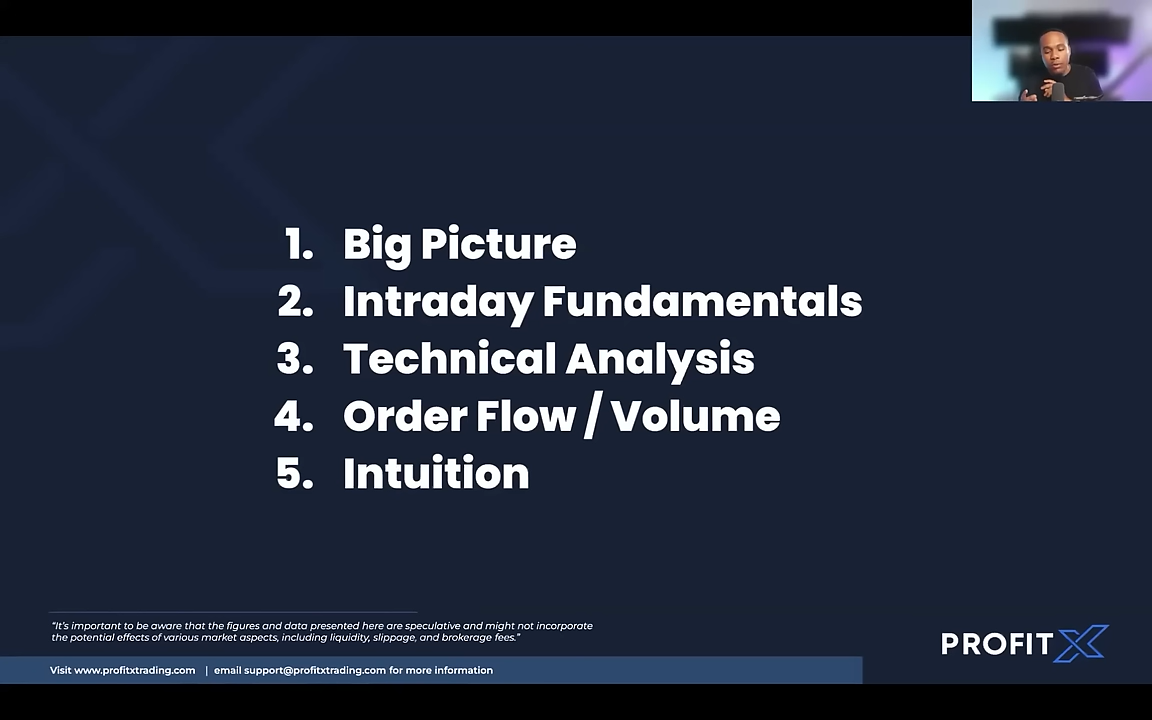 1. Big Picture
2. Intraday Fundamentals
3. Technical Analysis
4. Order Flow / Volume
5. Intuition
“It’s important to be aware that the figures and data presented here are speculative and might not incorporate
the potential effects of various market aspects, including liquidity, slippage, and brokerage fees.”
PROFIT X
Visit www.profitxtrading.com | email support@profitxtrading.com for more information